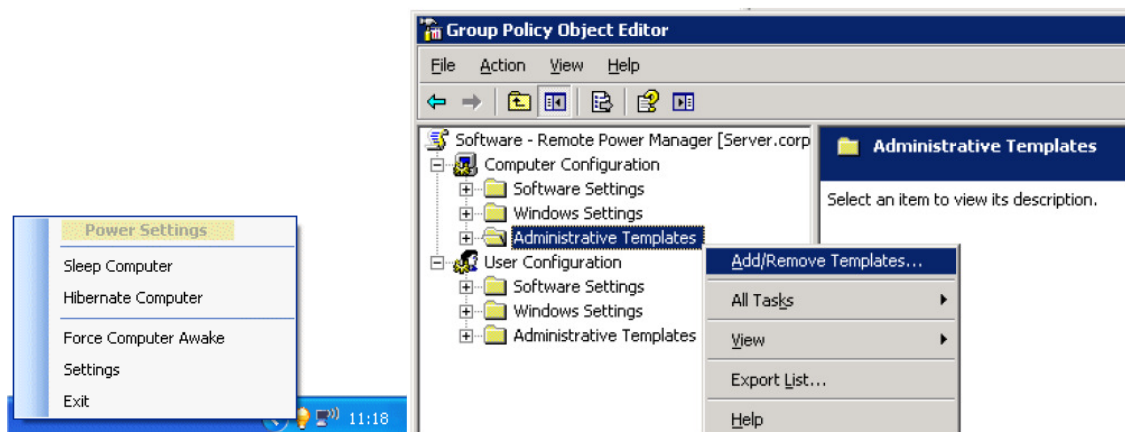 Power Settings
Sleep Computer
Hibernate Computer
Force Computer Awake
Settings
Exit
11:18
Group Policy Object Editor
File Action View Help
Software - Remote Power Manager [Server.corp
Computer Configuration
Software Settings
Windows Settings
Administrative Templates
User Configuration
Software Settings
Windows Settings
Administrative Templates
Administrative Templates
Select an item to view its description.
Add/Remove Templates...
All Tasks
View
Export List...
Help